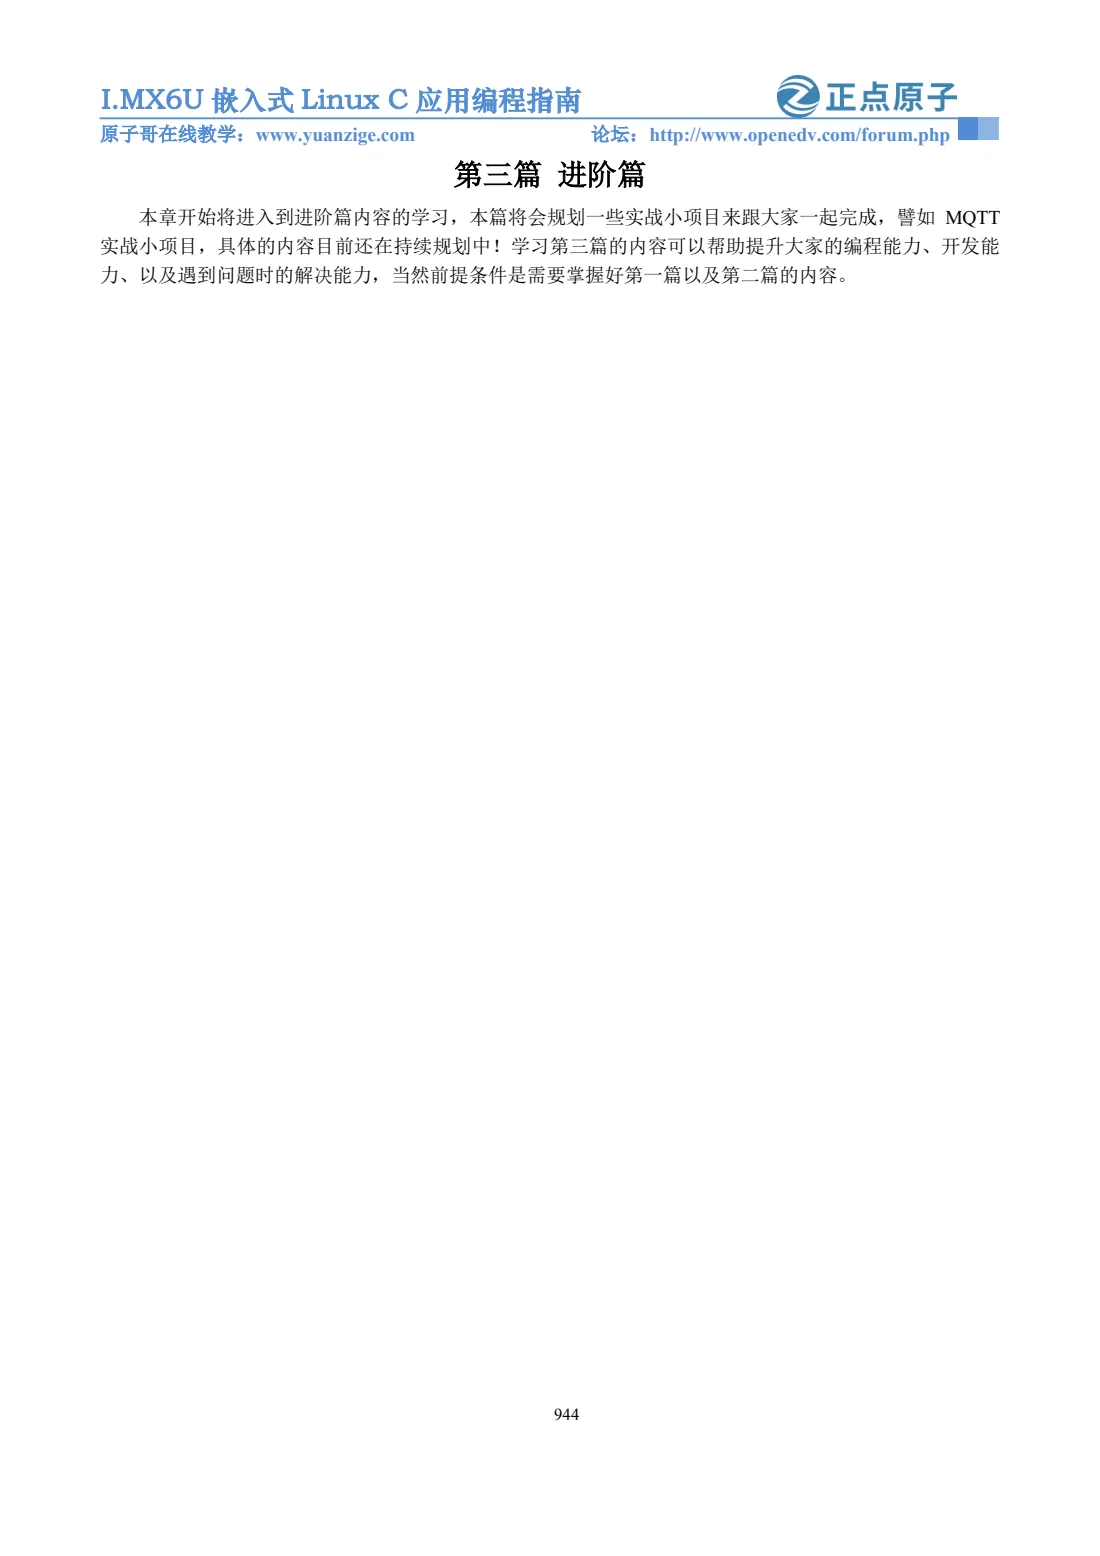 I.MX6U 嵌入式 Linux C 应用编程指南
正点原子
原子哥在线教学：www.yuanzige.com 论坛：http://www.openedv.com/forum.php
第三篇 进阶篇
本章开始将进入到进阶篇内容的学习，本篇将会规划一些实战小项目来跟大家一起完成，譬如 MQTT
实战小项目，具体的内容目前还在持续规划中！学习第三篇的内容可以帮助提升大家的编程能力、开发能
力、以及遇到问题时的解决能力，当然前提条件是需要掌握好第一篇以及第二篇的内容。
944